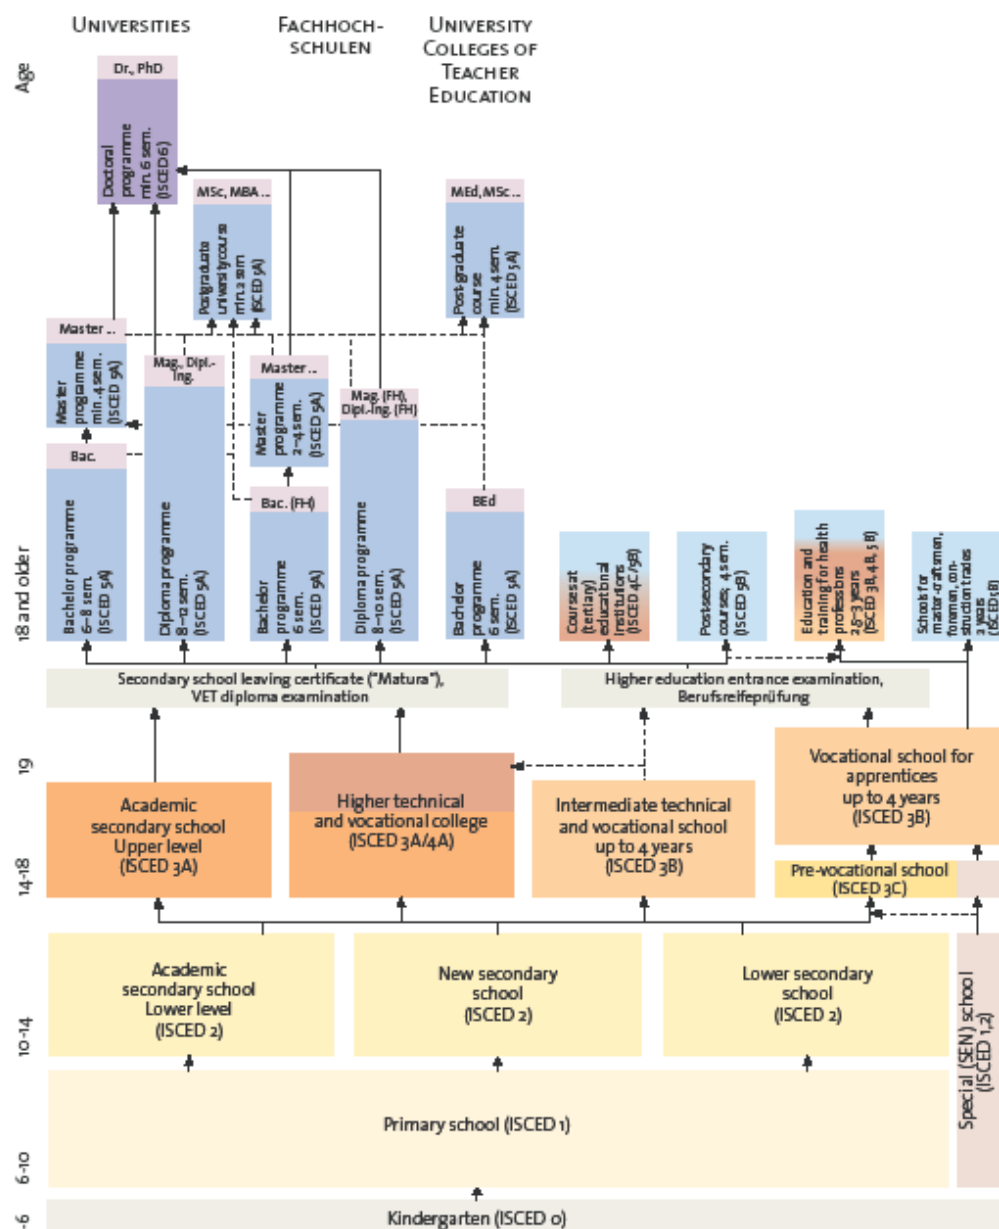 UNIVERSITIES
FACHHOCH-
SCHULEN
UNIVERSITY
COLLEGES OF
TEACHER
EDUCATION
Age
Dr., PhD
Doctoral
programme
min. 6 sem.
(ISCED 6)
MSc, MBA ...
Postgraduate
university course
min. 2 sem
(ISCED 5A)
MEd, MSc ...
Post-graduate
course
min. 4 sem.
(ISCED 5A)
Master ...
Master
programme
min. 4 sem.
(ISCED 5A)
Mag., Dipl.-
Ing.
Diploma programme
8–12 sem.
(ISCED 5A)
Master ...
Master
programme
2–4 sem.
(ISCED 5A)
Mag. (FH),
Dipl.-Ing. (FH)
Diploma programme
8–10 sem.
(ISCED 5A)
Bac.
Bachelor programme
6–8 sem.
(ISCED 5A)
Bac. (FH)
Bachelor
programme
6 sem.
(ISCED 5A)
BEd
Bachelor
programme
6 sem.
(ISCED 5A)
Courses at
(tertiary)
educational
Institutions
(ISCED 4C/5B)
Post-secondary
courses, 4 sem.
(ISCED 5B)
Education and
training for health
professions
2,5–3 years
(ISCED 3B, 4B, 5B)
Schools for
master-craftsmen,
foremen, con-
struction trades
2 years
(ISCED 5B)
18 and older
Secondary school leaving certificate ("Matura"),
VET diploma examination
Higher education entrance examination,
Berufsreifeprüfung
19
Academic
secondary school
Upper level
(ISCED 3A)
Higher technical
and vocational college
(ISCED 3A/4A)
Intermediate technical
and vocational school
up to 4 years
(ISCED 3B)
Vocational school for
apprentices
up to 4 years
(ISCED 3B)
14-18
Pre-vocational school
(ISCED 3C)
10-14
Academic
secondary school
Lower level
(ISCED 2)
New secondary
school
(ISCED 2)
Lower secondary
school
(ISCED 2)
Special (SEN) school
(ISCED 1,2)
6-10
Primary school (ISCED 1)
-6
Kindergarten (ISCED 0)